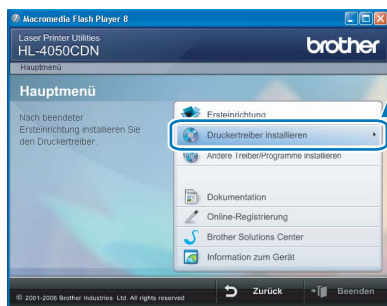 Macromedia Flash Player 8
Laser Printer Utilities
HL-4050CDN
brother
Hauptmenü
Hauptmenü
Nach beendeter
Ersteinrichtung installieren Sie
den Druckertreiber.
Ersteinrichtung
Druckertreiber installieren
Andere Treiber/Programme installieren
Dokumentation
Online-Registrierung
Brother Solutions Center
Information zum Gerät
© 2001-2006 Brother Industries Ltd. All rights reserved
Zurück
Beenden